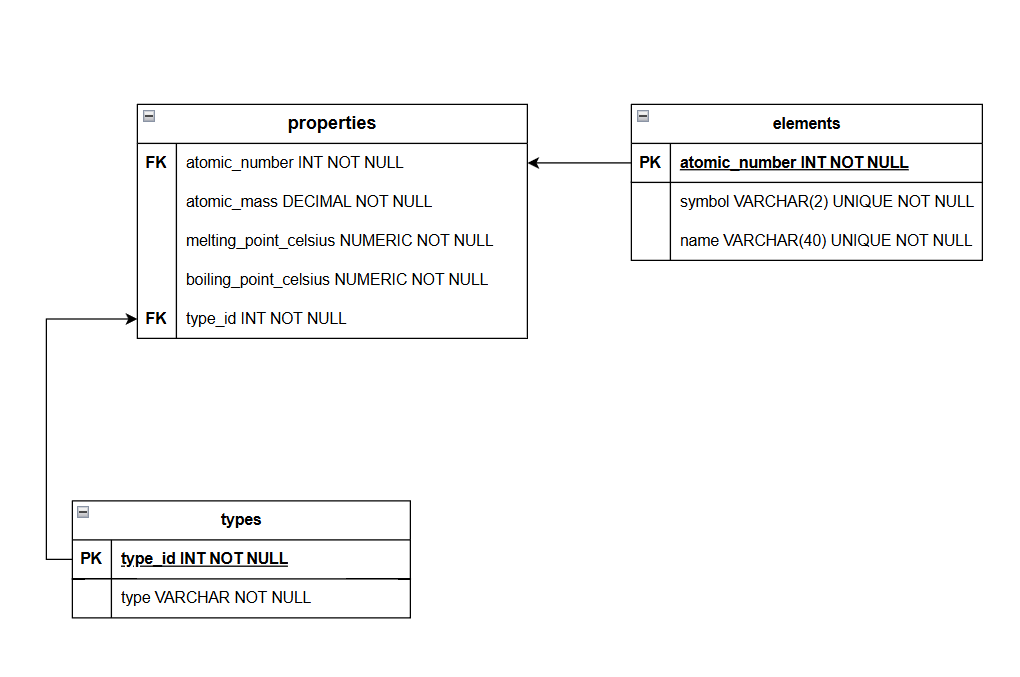 properties
FK atomic_number INT NOT NULL
atomic_mass DECIMAL NOT NULL
melting_point_celsius NUMERIC NOT NULL
boiling_point_celsius NUMERIC NOT NULL
FK type_id INT NOT NULL
elements
PK atomic_number INT NOT NULL
symbol VARCHAR(2) UNIQUE NOT NULL
name VARCHAR(40) UNIQUE NOT NULL
types
PK type_id INT NOT NULL
type VARCHAR NOT NULL